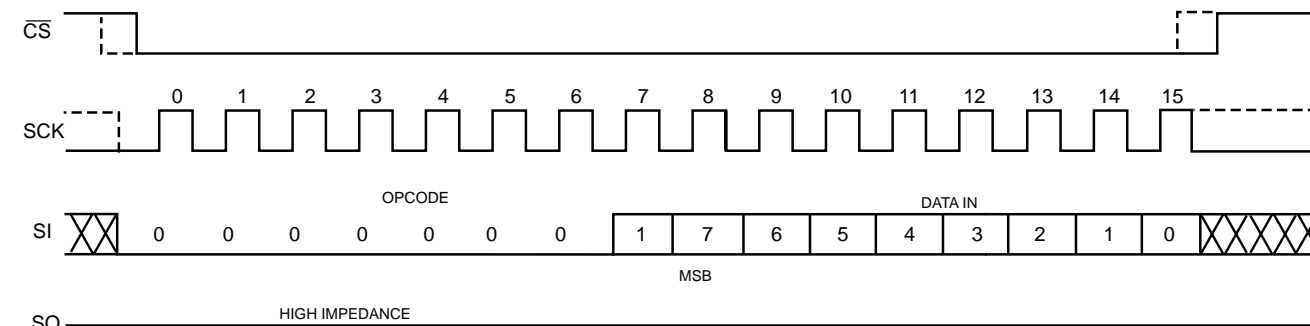 CS
0 1 2 3 4 5 6 7 8 9 10 11 12 13 14 15
SCK
OPCODE DATA IN
SI 0 0 0 0 0 0 0 1 7 6 5 4 3 2 1 0
MSB
HIGH IMPEDANCE
SO